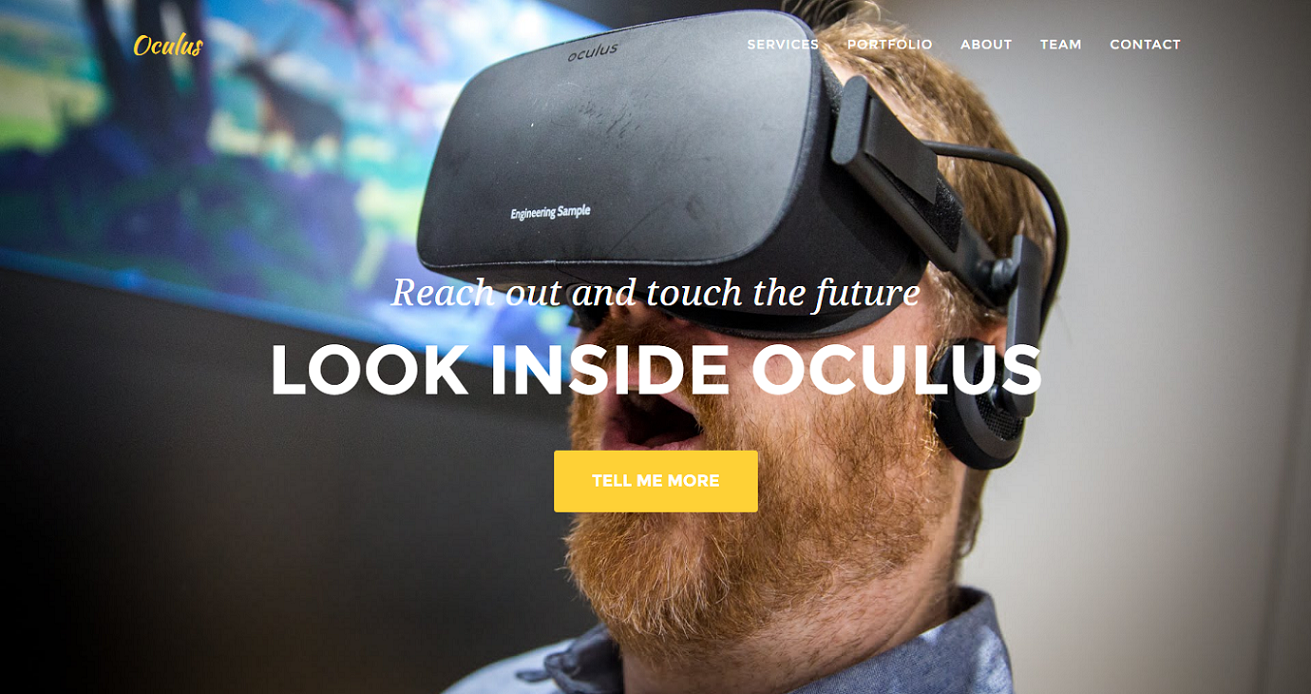 Oculus
SERVICES PORTFOLIO ABOUT TEAM CONTACT
oculus
Engineering Sample
Reach out and touch the future
LOOK INSIDE OCULUS
TELL ME MORE